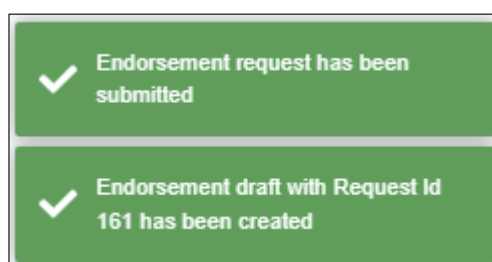 Endorsement request has been
submitted
Endorsement draft with Request Id
161 has been created